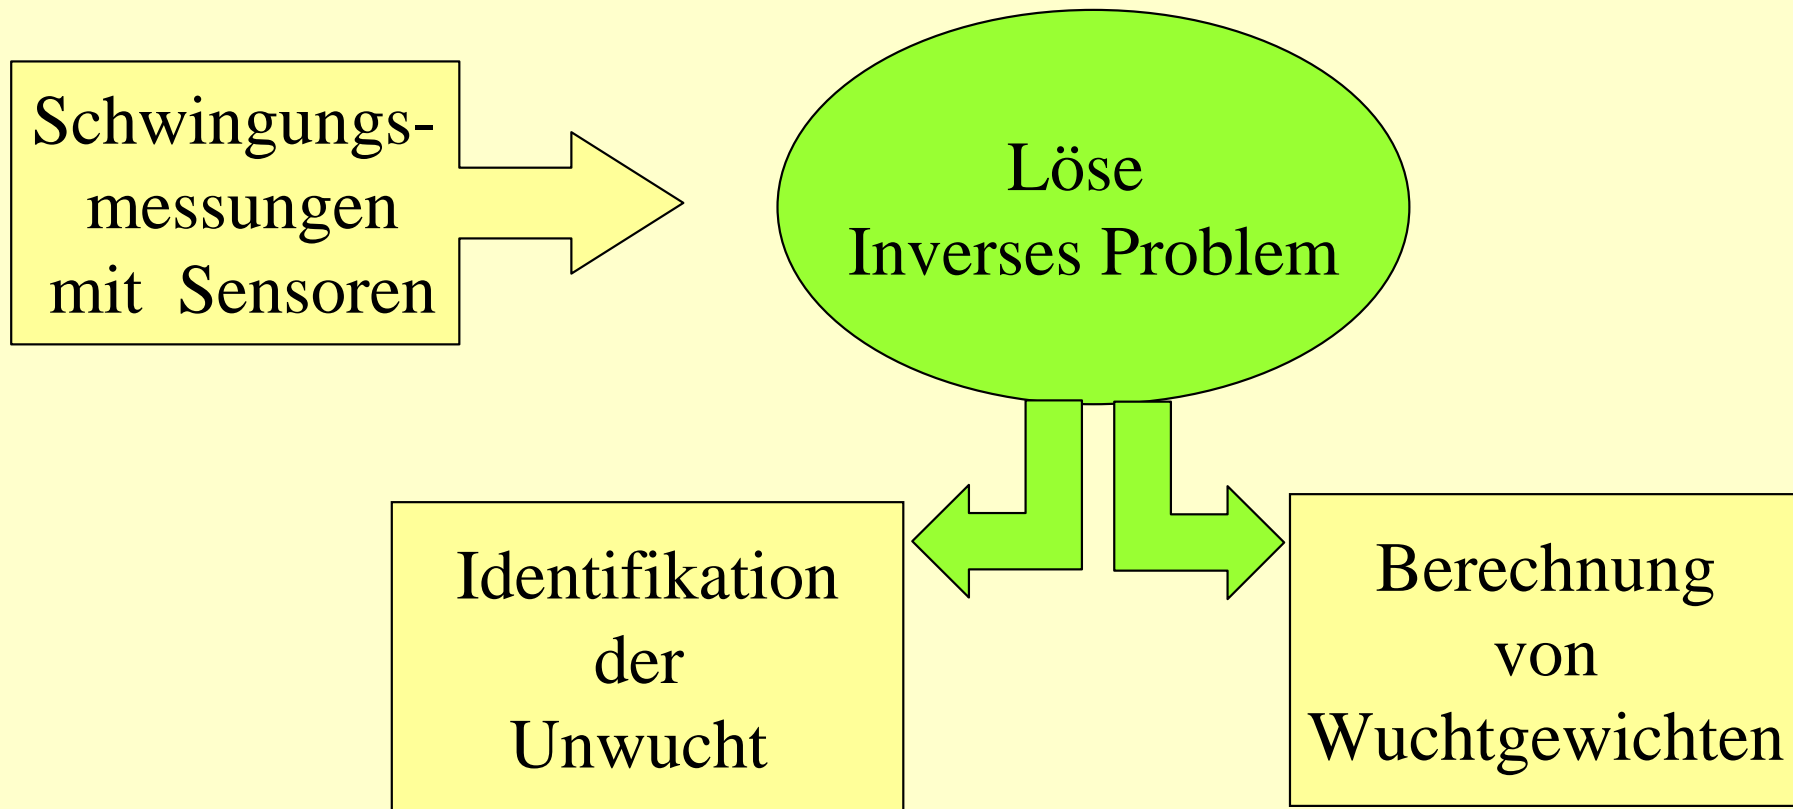 Schwingungs-
messungen
mit Sensoren
Löse
Inverses Problem
Identifikation
der
Unwucht
Berechnung
von
Wuchtgewichten